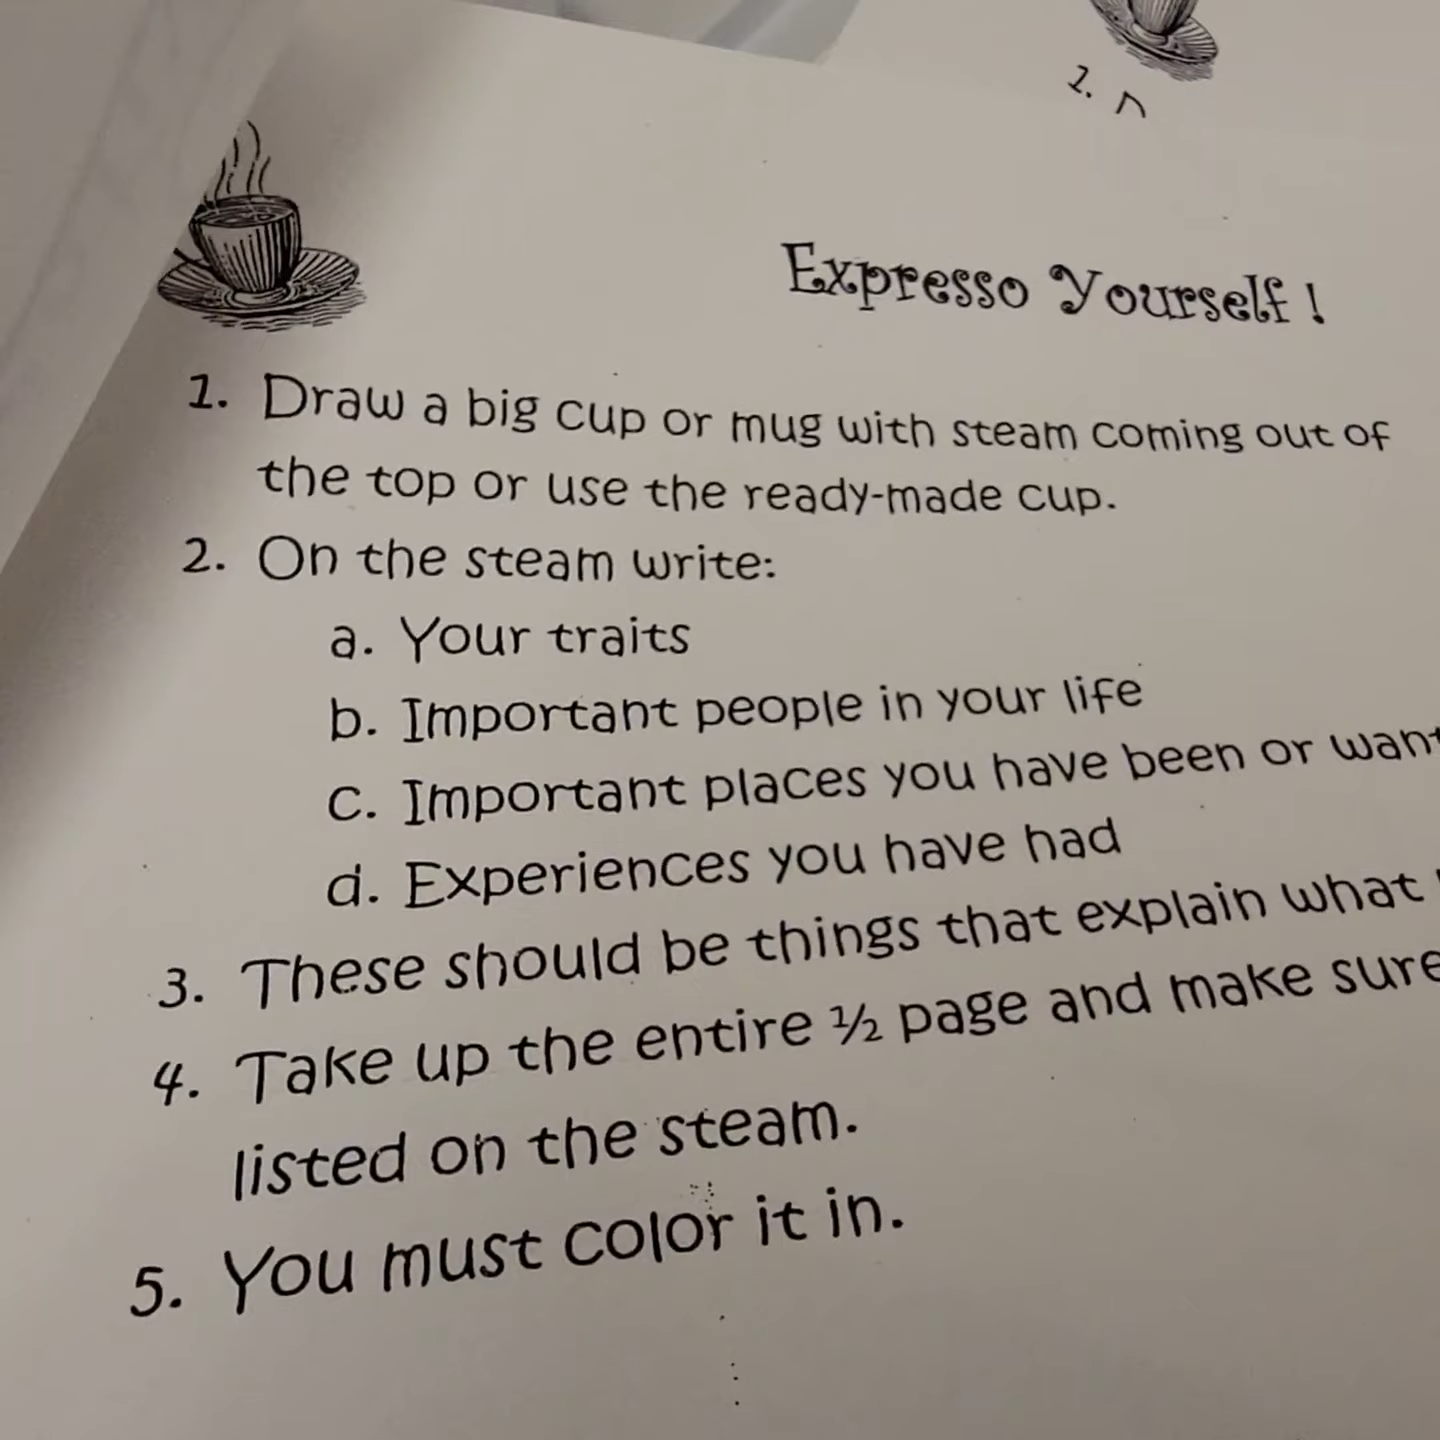 2.
Expresso Yourself !
1. Draw a big cup or mug with steam coming out of
the top or use the ready-made cup.
2. On the steam write:
a. Your traits
b. Important people in your life
c. Important places you have been or want
d. Experiences you have had
3. These should be things that explain what
4. Take up the entire ½ page and make sure
listed on the steam.
5. You must color it in.